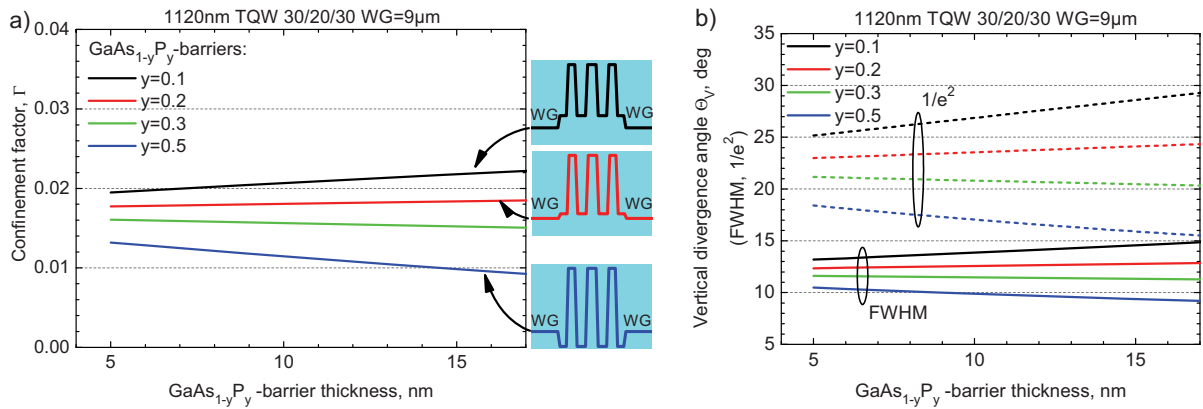 a)
1120nm TQW 30/20/30 WG=9µm
Confinement factor, Γ
0.04
0.03
0.02
0.01
0.00
GaAs1-yPy-barriers:
y=0.1
y=0.2
y=0.3
y=0.5
5
10
15
GaAs1-yPy -barrier thickness, nm
WG WG
WG WG
WG WG
b)
1120nm TQW 30/20/30 WG=9µm
Vertical divergence angle ΘV, deg
(FWHM, 1/e2)
35
30
25
20
15
10
5
y=0.1
y=0.2
y=0.3
y=0.5
1/e2
FWHM
5
10
15
GaAs1-yPy -barrier thickness, nm